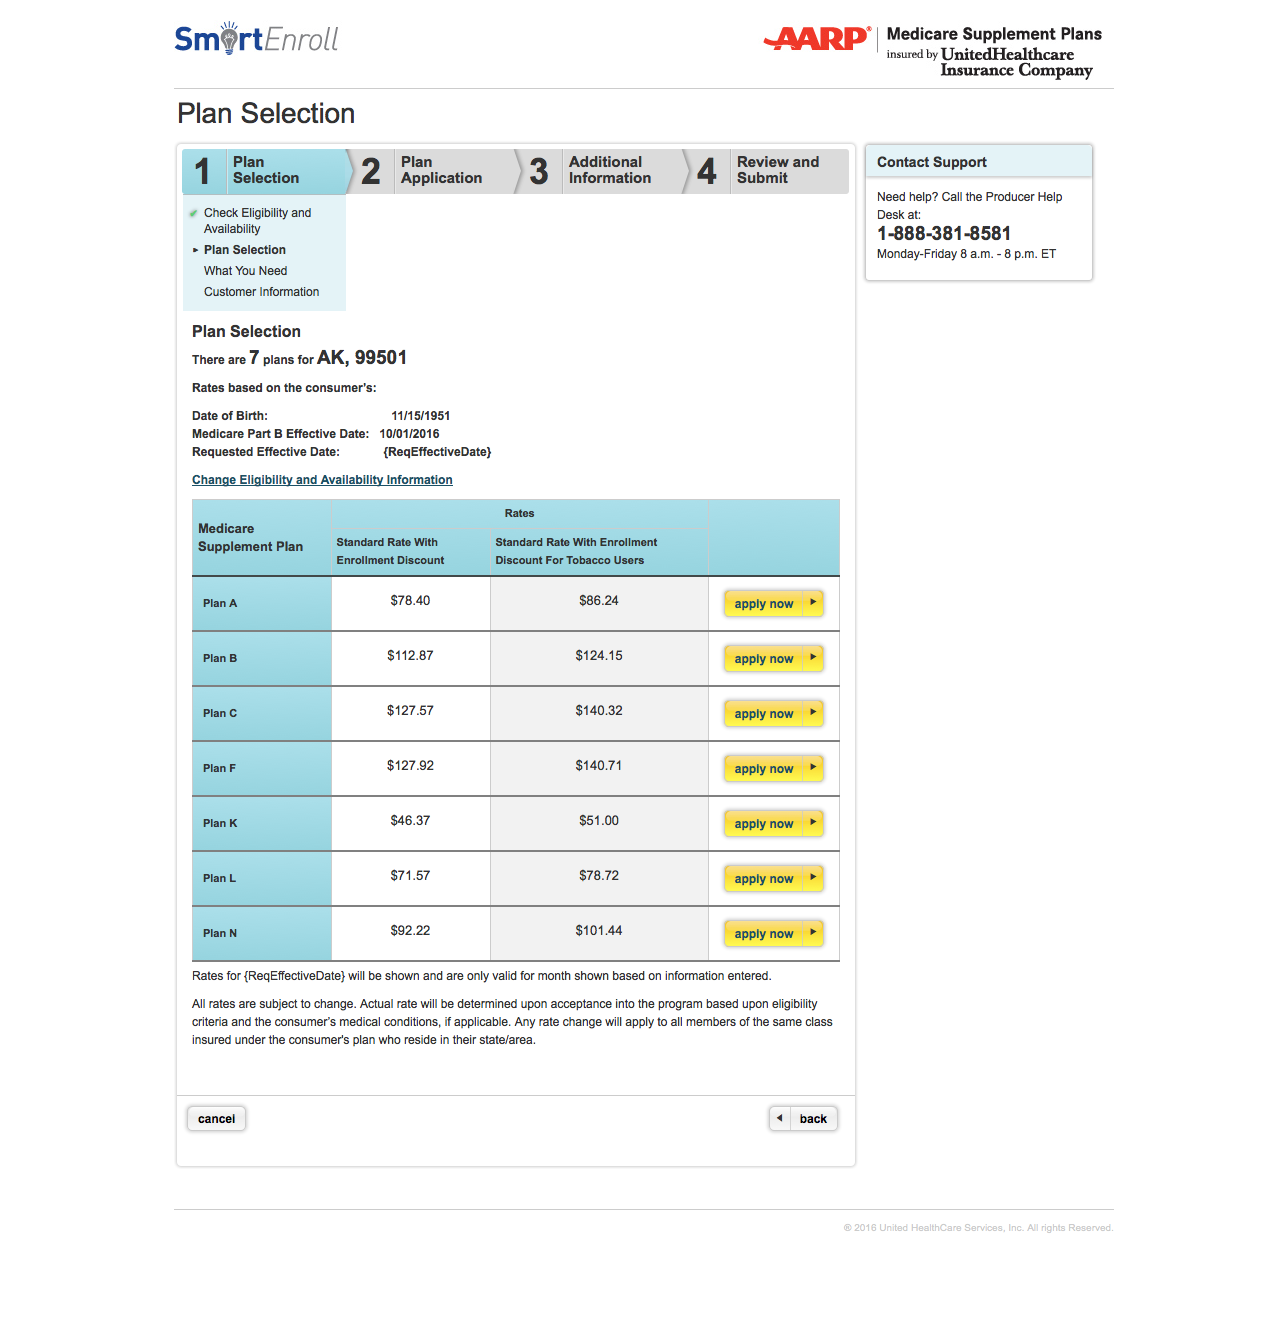 SmartEnroll
AARP® Medicare Supplement Plans
insured by UnitedHealthcare
Insurance Company
Plan Selection
1 Plan Selection
2 Plan Application
3 Additional Information
4 Review and Submit
Check Eligibility and
Availability
Plan Selection
What You Need
Customer Information
Contact Support
Need help? Call the Producer Help
Desk at:
1-888-381-8581
Monday-Friday 8 a.m. - 8 p.m. ET
Plan Selection
There are 7 plans for AK, 99501
Rates based on the consumer's:
Date of Birth: 11/15/1951
Medicare Part B Effective Date: 10/01/2016
Requested Effective Date: {ReqEffectiveDate}
Change Eligibility and Availability Information
Medicare
Supplement Plan
Rates
Standard Rate With
Enrollment Discount
Standard Rate With Enrollment
Discount For Tobacco Users
Plan A $78.40 $86.24 apply now
Plan B $112.87 $124.15 apply now
Plan C $127.57 $140.32 apply now
Plan F $127.92 $140.71 apply now
Plan K $46.37 $51.00 apply now
Plan L $71.57 $78.72 apply now
Plan N $92.22 $101.44 apply now
Rates for {ReqEffectiveDate} will be shown and are only valid for month shown based on information entered.
All rates are subject to change. Actual rate will be determined upon acceptance into the program based upon eligibility
criteria and the consumer's medical conditions, if applicable. Any rate change will apply to all members of the same class
insured under the consumer's plan who reside in their state/area.
cancel
back
® 2016 United HealthCare Services, Inc. All rights Reserved.